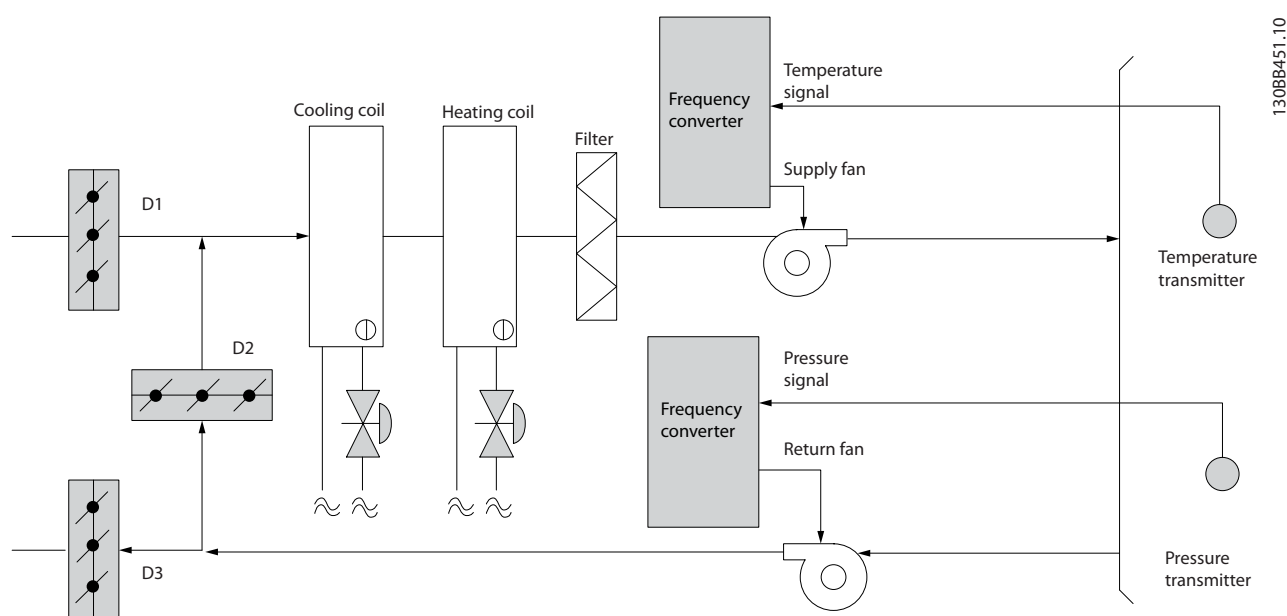 130BB451.10
Temperature
signal
Frequency
converter
Cooling coil
Heating coil
Filter
Supply fan
D1
Temperature
transmitter
D2
Pressure
signal
Frequency
converter
Return fan
D3
Pressure
transmitter